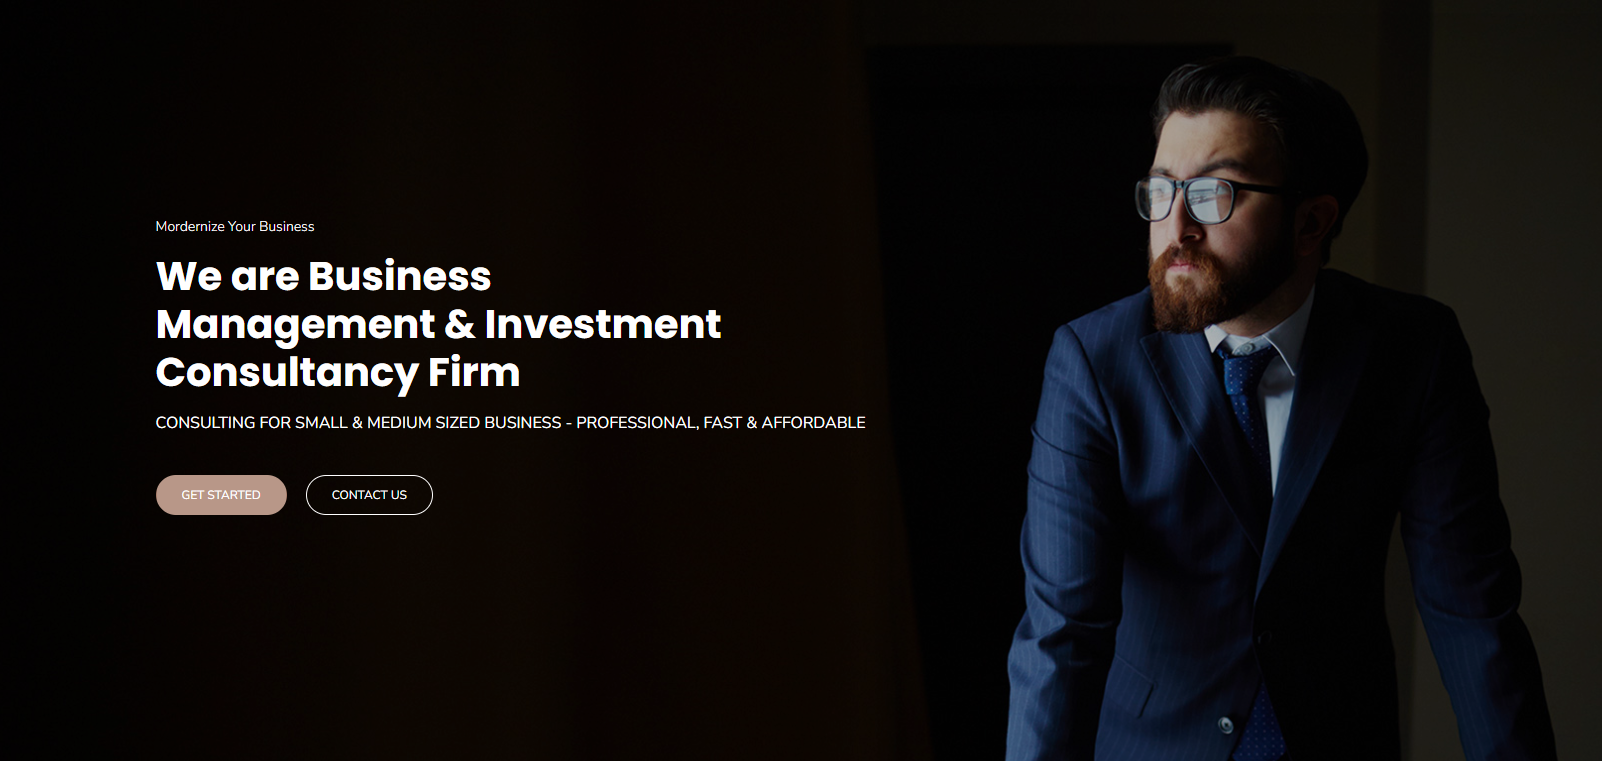 Mordernize Your Business
We are Business
Management & Investment
Consultancy Firm
CONSULTING FOR SMALL & MEDIUM SIZED BUSINESS - PROFESSIONAL, FAST & AFFORDABLE
GET STARTED
CONTACT US